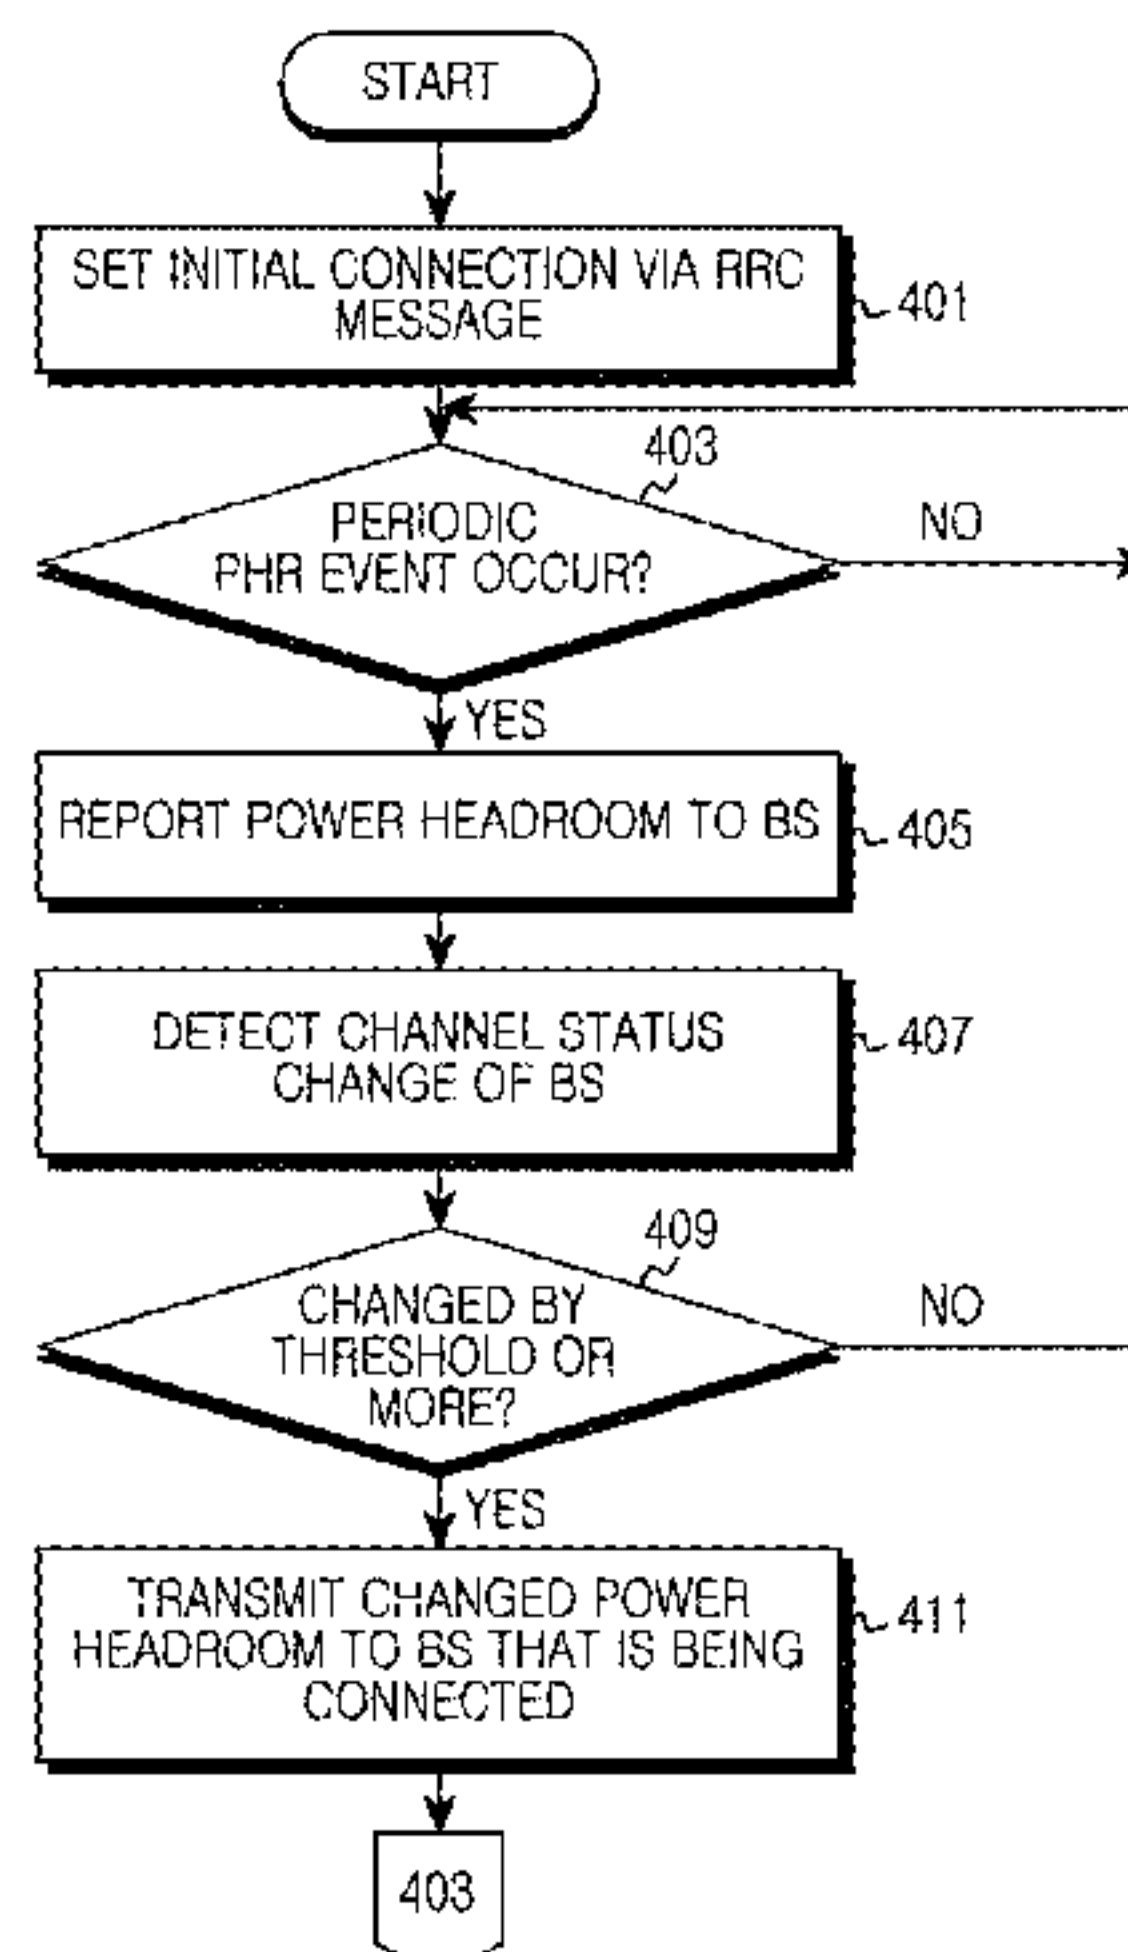 START
SET INITIAL CONNECTION VIA RRC
MESSAGE
401
403
PERIODIC
PHR EVENT OCCUR?
NO
YES
REPORT POWER HEADROOM TO BS
405
DETECT CHANNEL STATUS
CHANGE OF BS
407
409
CHANGED BY
THRESHOLD OR
MORE?
NO
YES
TRANSMIT CHANGED POWER
HEADROOM TO BS THAT IS BEING
CONNECTED
411
403